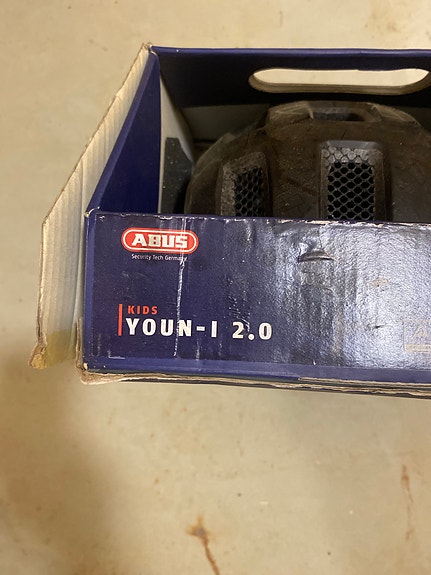 ABUS
Security Tech Germany
KIDS
YOUN-I 2.0